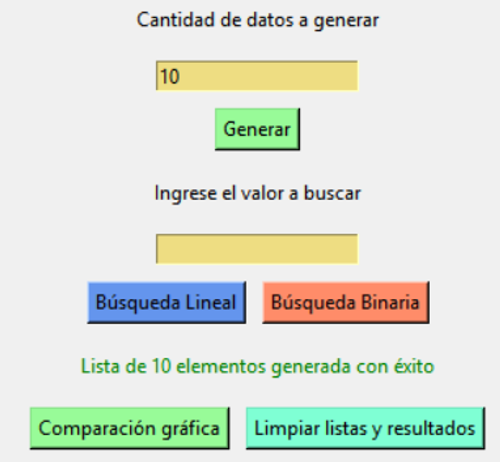 Cantidad de datos a generar
10
Generar
Ingrese el valor a buscar
Búsqueda Lineal Búsqueda Binaria
Lista de 10 elementos generada con éxito
Comparación gráfica Limpiar listas y resultados